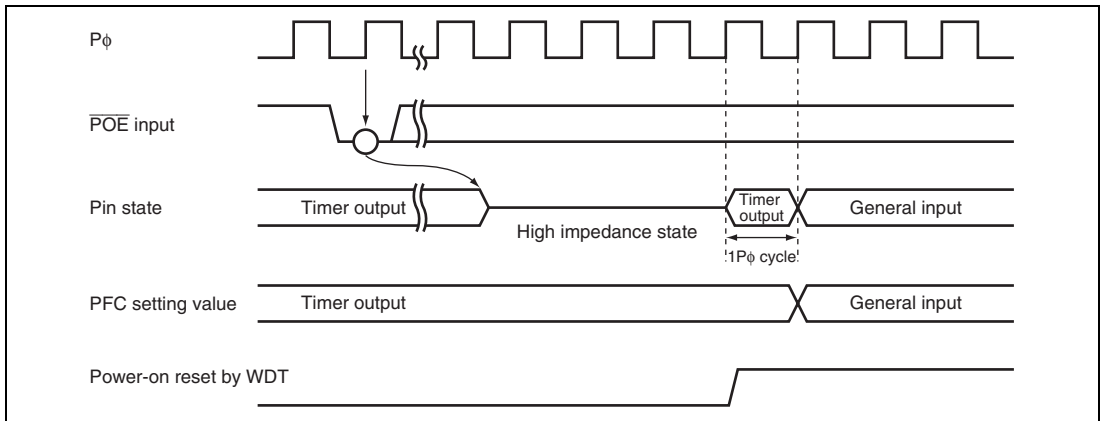 Pϕ
P̅O̅E̅ input
Pin state
Timer output
High impedance state
Timer
output
General input
1Pϕ cycle
PFC setting value
Timer output
General input
Power-on reset by WDT